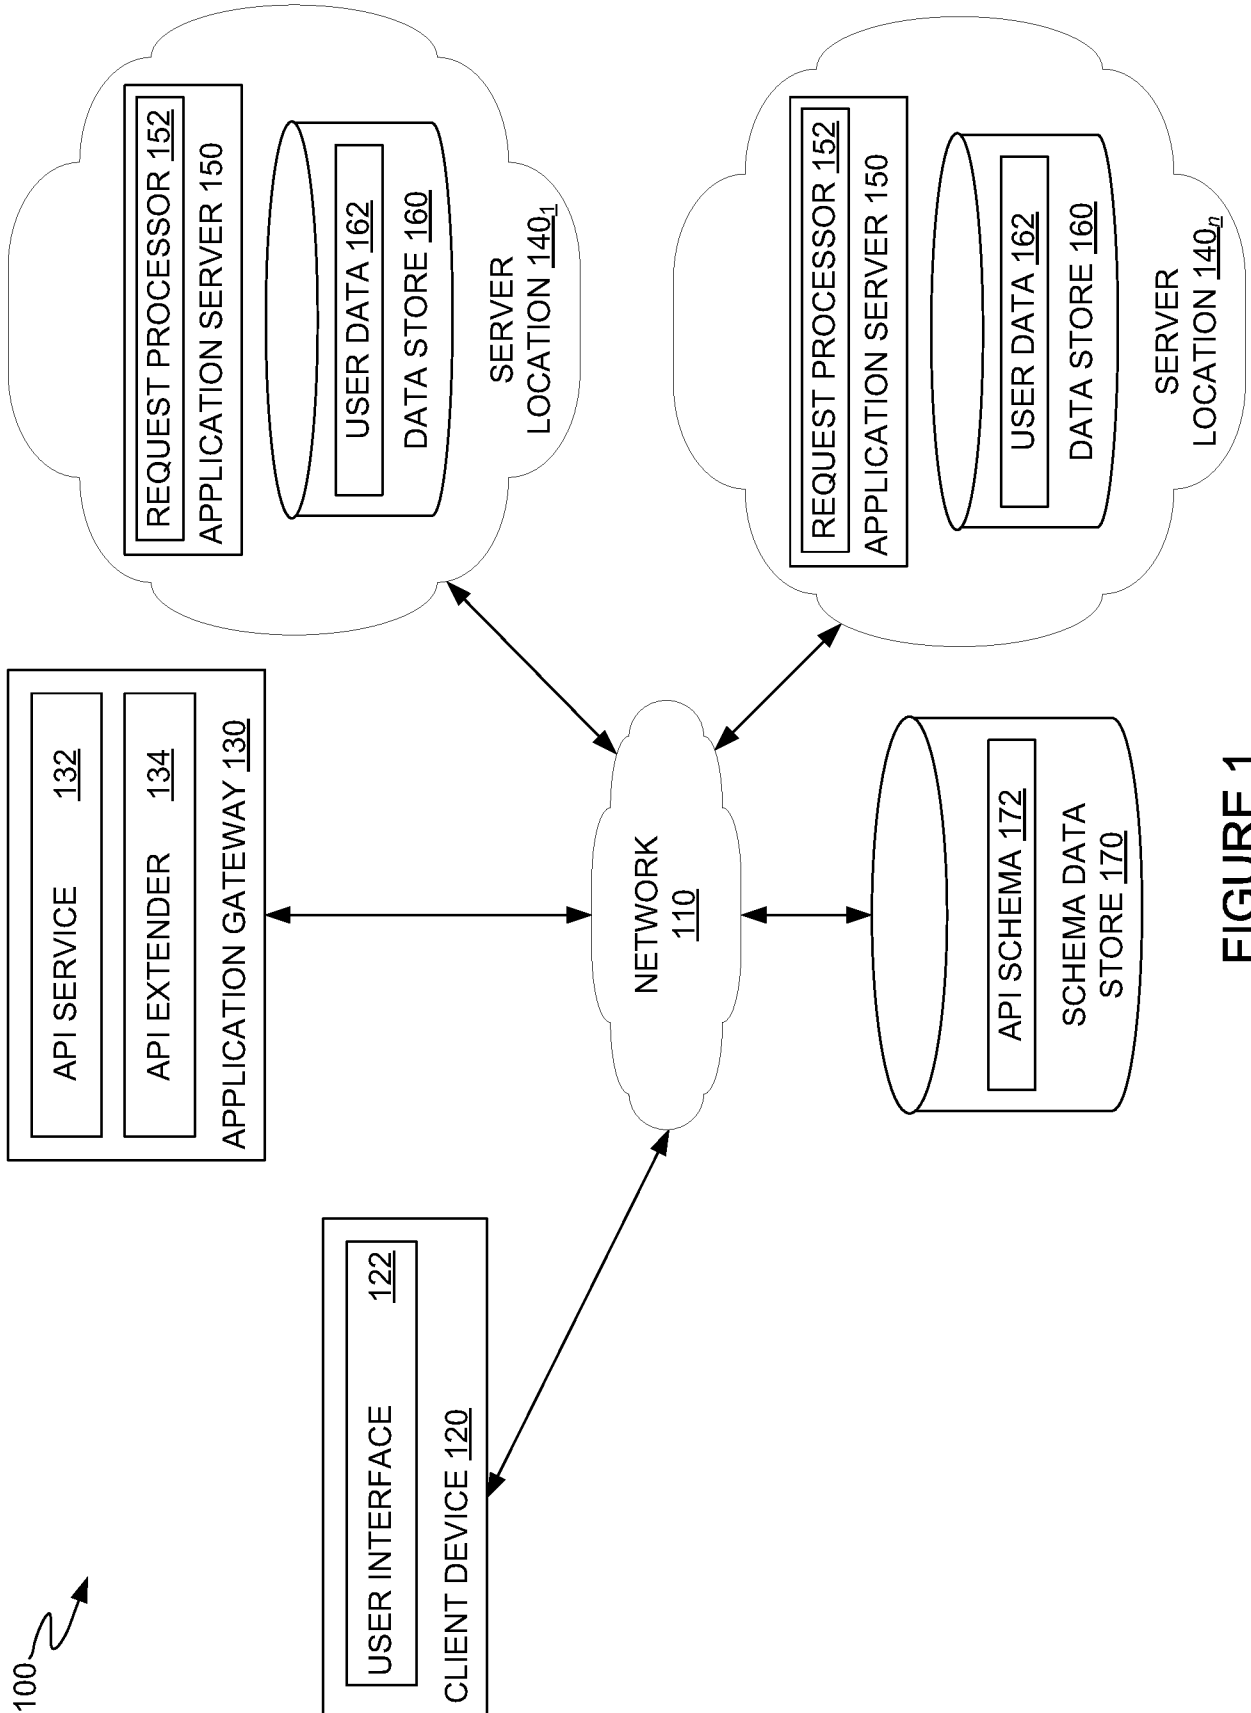 100
USER INTERFACE 122
CLIENT DEVICE 120
API SERVICE 132
API EXTENDER 134
APPLICATION GATEWAY 130
REQUEST PROCESSOR 152
APPLICATION SERVER 150
USER DATA 162
DATA STORE 160
SERVER
LOCATION 140₁
NETWORK
110
REQUEST PROCESSOR 152
APPLICATION SERVER 150
USER DATA 162
DATA STORE 160
SERVER
LOCATION 140ₙ
API SCHEMA 172
SCHEMA DATA
STORE 170
FIGURE 1